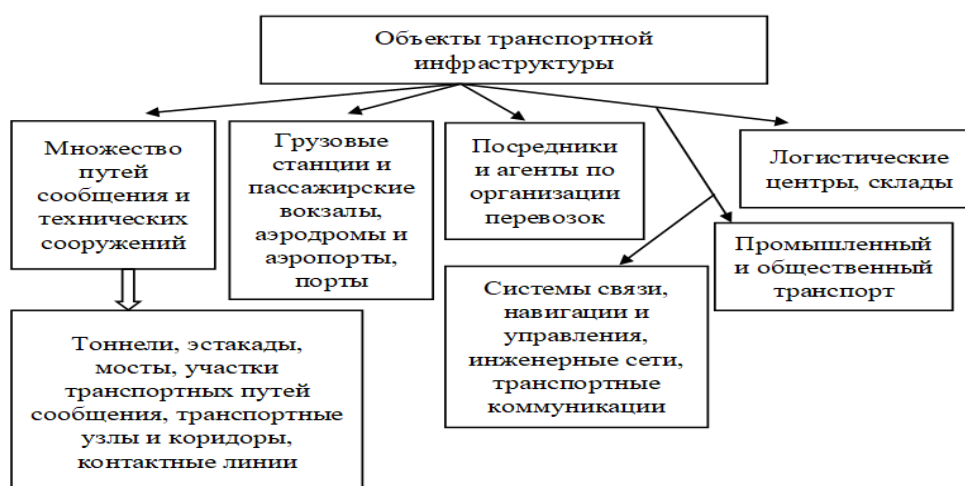 Объекты транспортной
инфраструктуры
Множество
путей
сообщения и
технических
сооружений
Грузовые
станции и
пассажирские
вокзалы,
аэродромы и
аэропорты,
порты
Посредники
и агенты по
организации
перевозок
Логистические
центры, склады
Промышленный
и общественный
транспорт
Системы связи,
навигации и
управления,
инженерные сети,
транспортные
коммуникации
Тоннели, эстакады,
мосты, участки
транспортных путей
сообщения, транспортные
узлы и коридоры,
контактные линии